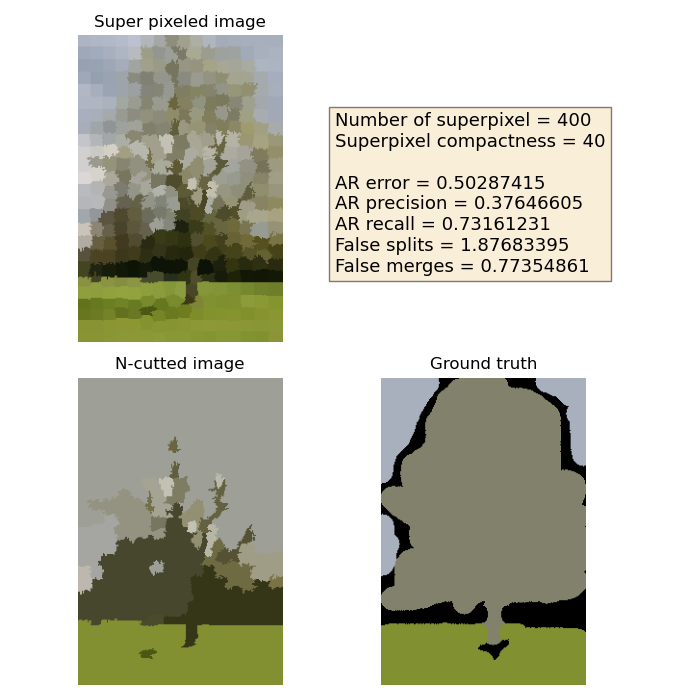 Super pixeled image
Number of superpixel = 400
Superpixel compactness = 40
AR error = 0.50287415
AR precision = 0.37646605
AR recall = 0.73161231
False splits = 1.87683395
False merges = 0.77354861
N-cutted image
Ground truth